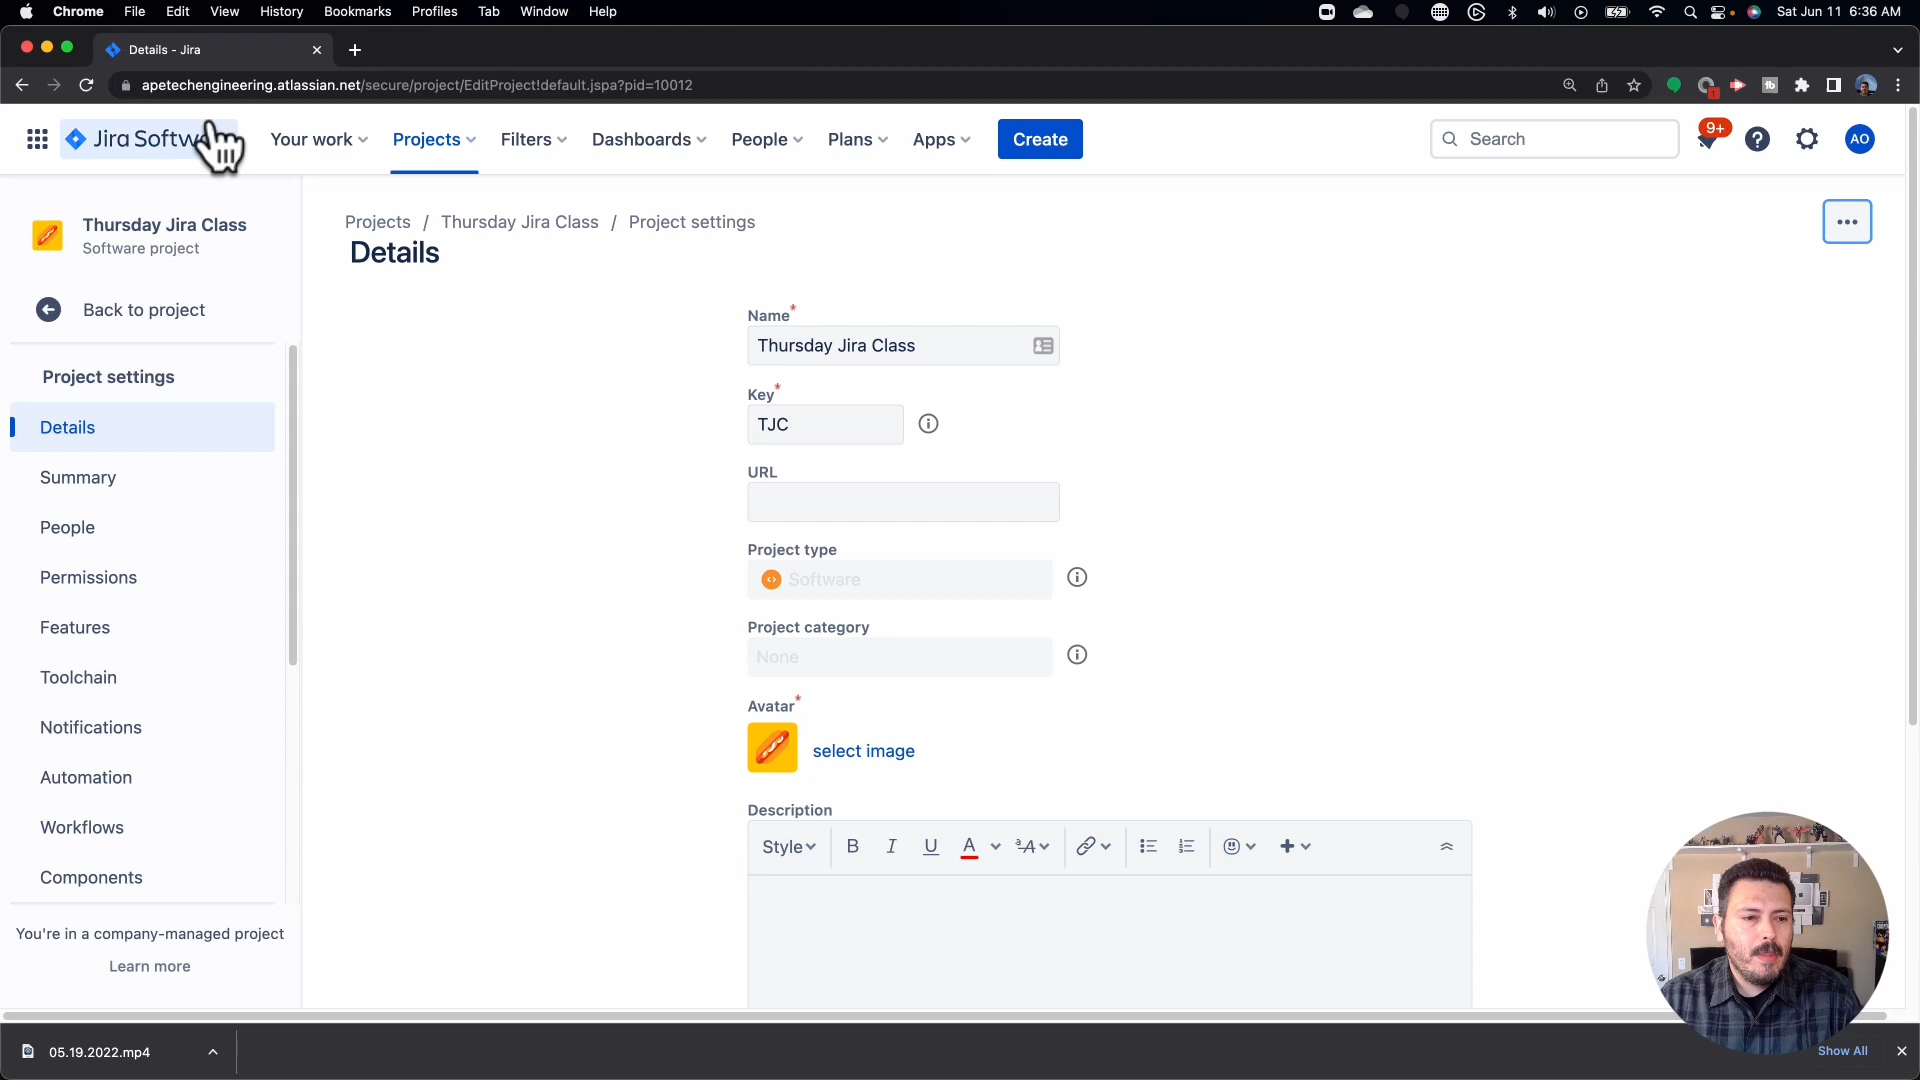 Chrome File Edit View History Bookmarks Profiles Tab Window Help Sat Jun 11 6:36 AM
Details - Jira
apetechengineering.atlassian.net/secure/project/EditProject!default.jspa?pid=10012
Jira Softw Your work Projects Filters Dashboards People Plans Apps Create Search 9+ AO
Thursday Jira Class
Software project
Back to project
Project settings
Details
Summary
People
Permissions
Features
Toolchain
Notifications
Automation
Workflows
Components
You're in a company-managed project
Learn more
Projects / Thursday Jira Class / Project settings
Details
Name*
Thursday Jira Class
Key*
TJC
URL
Project type
Software
Project category
None
Avatar*
select image
Description
Style B I U A
05.19.2022.mp4
Show All